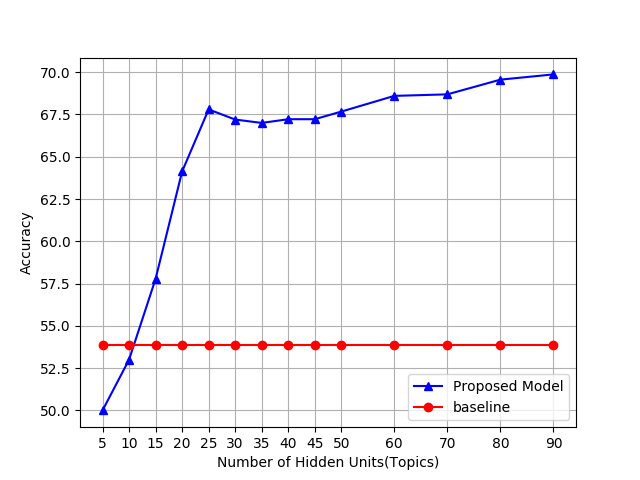 70.0
67.5
65.0
62.5
60.0
57.5
55.0
52.5
50.0
Accuracy
Proposed Model
baseline
5 10 15 20 25 30 35 40 45 50 60 70 80 90
Number of Hidden Units(Topics)